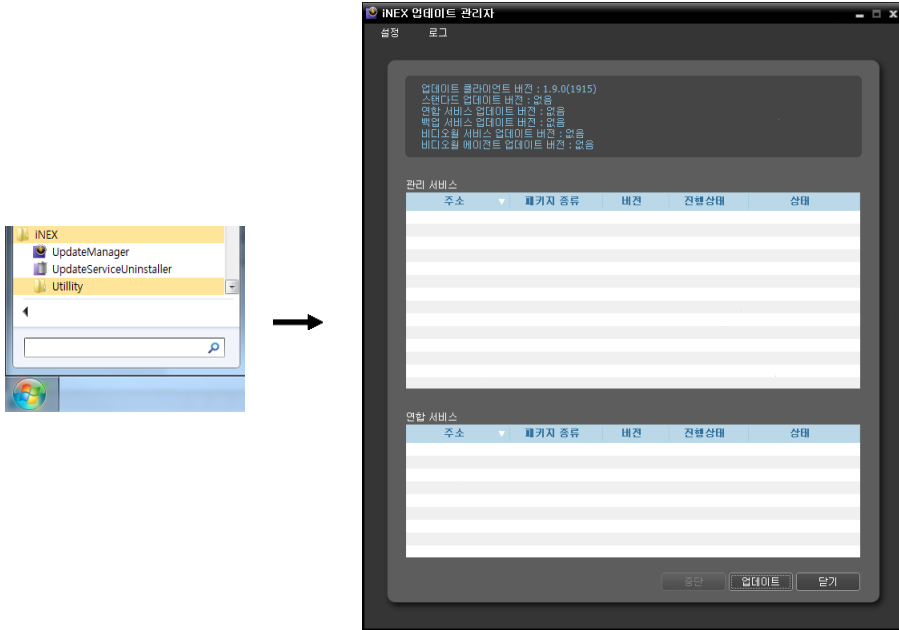 iNEX
UpdateManager
UpdateServiceUninstaller
Utillity
iNEX 업데이트 관리자
설정 로그
업데이트 클라이언트 버전 : 1.9.0(1915)
스탠다드 업데이트 버전 : 없음
연합 서비스 업데이트 버전 : 없음
백업 서비스 업데이트 버전 : 없음
비디오월 서비스 업데이트 버전 : 없음
비디오월 에이전트 업데이트 버전 : 없음
관리 서비스
주소 패키지 종류 버전 진행상태 상태
연합 서비스
주소 패키지 종류 버전 진행상태 상태
중단 업데이트 닫기